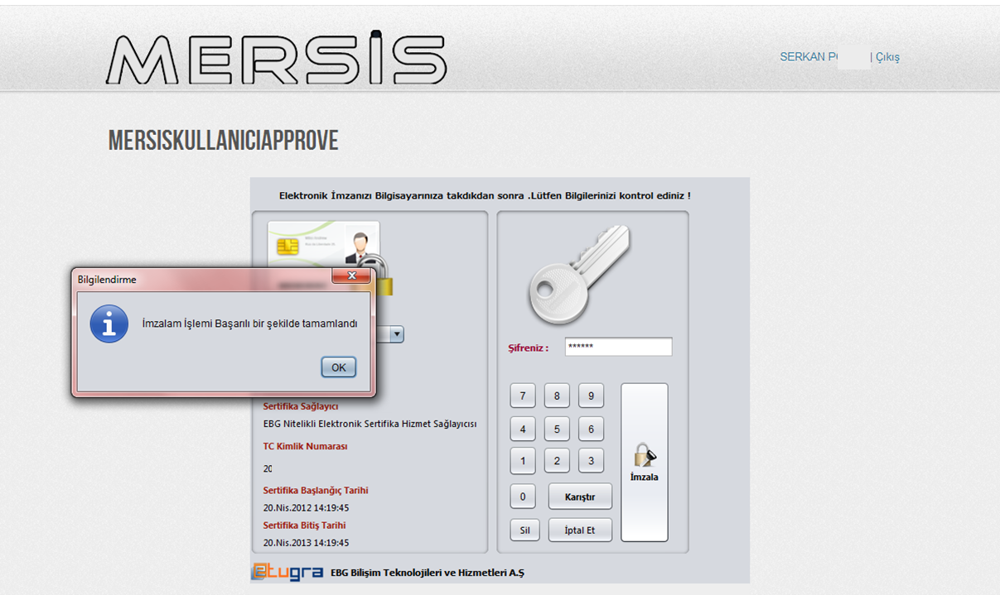 MERSİS
SERKAN P | Çıkış
MERSISKULLANICIAPPROVE
Elektronik İmzanızı Bilgisayarınıza takdıkdan sonra .Lütfen Bilgilerinizi kontrol ediniz !
Bilgilendirme
İmzalam İşlemi Başarılı bir şekilde tamamlandı
OK
Sertifika Sağlayıcı
EBG Nitelikli Elektronik Sertifika Hizmet Sağlayıcısı
TC Kimlik Numarası
20
Sertifika Başlangıç Tarihi
20.Nis.2012 14:19:45
Sertifika Bitiş Tarihi
20.Nis.2013 14:19:45
Şifreniz : ******
7 8 9
4 5 6
1 2 3
0 Karıştır
Sil İptal Et
İmzala
etugra EBG Bilişim Teknolojileri ve Hizmetleri A.Ş